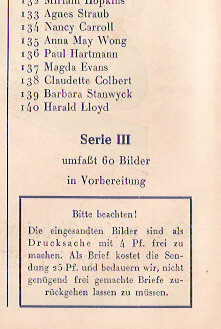 132 Miriam Hopkins
133 Agnes Straub
134 Nancy Carroll
135 Anna May Wong
136 Paul Hartmann
137 Magda Evans
138 Claudette Colbert
139 Barbara Stanwyck
140 Harald Lloyd
Serie III
umfaßt 60 Bilder
in Vorbereitung
Bitte beachten!
Die eingesandten Bilder sind als
Drucksache mit 4 Pf. frei zu
machen. Als Brief kostet die Sen-
dung 25 Pf. und bedauern wir, nicht
genügend frei gemachte Briefe zu-
rückgehen lassen zu müssen.